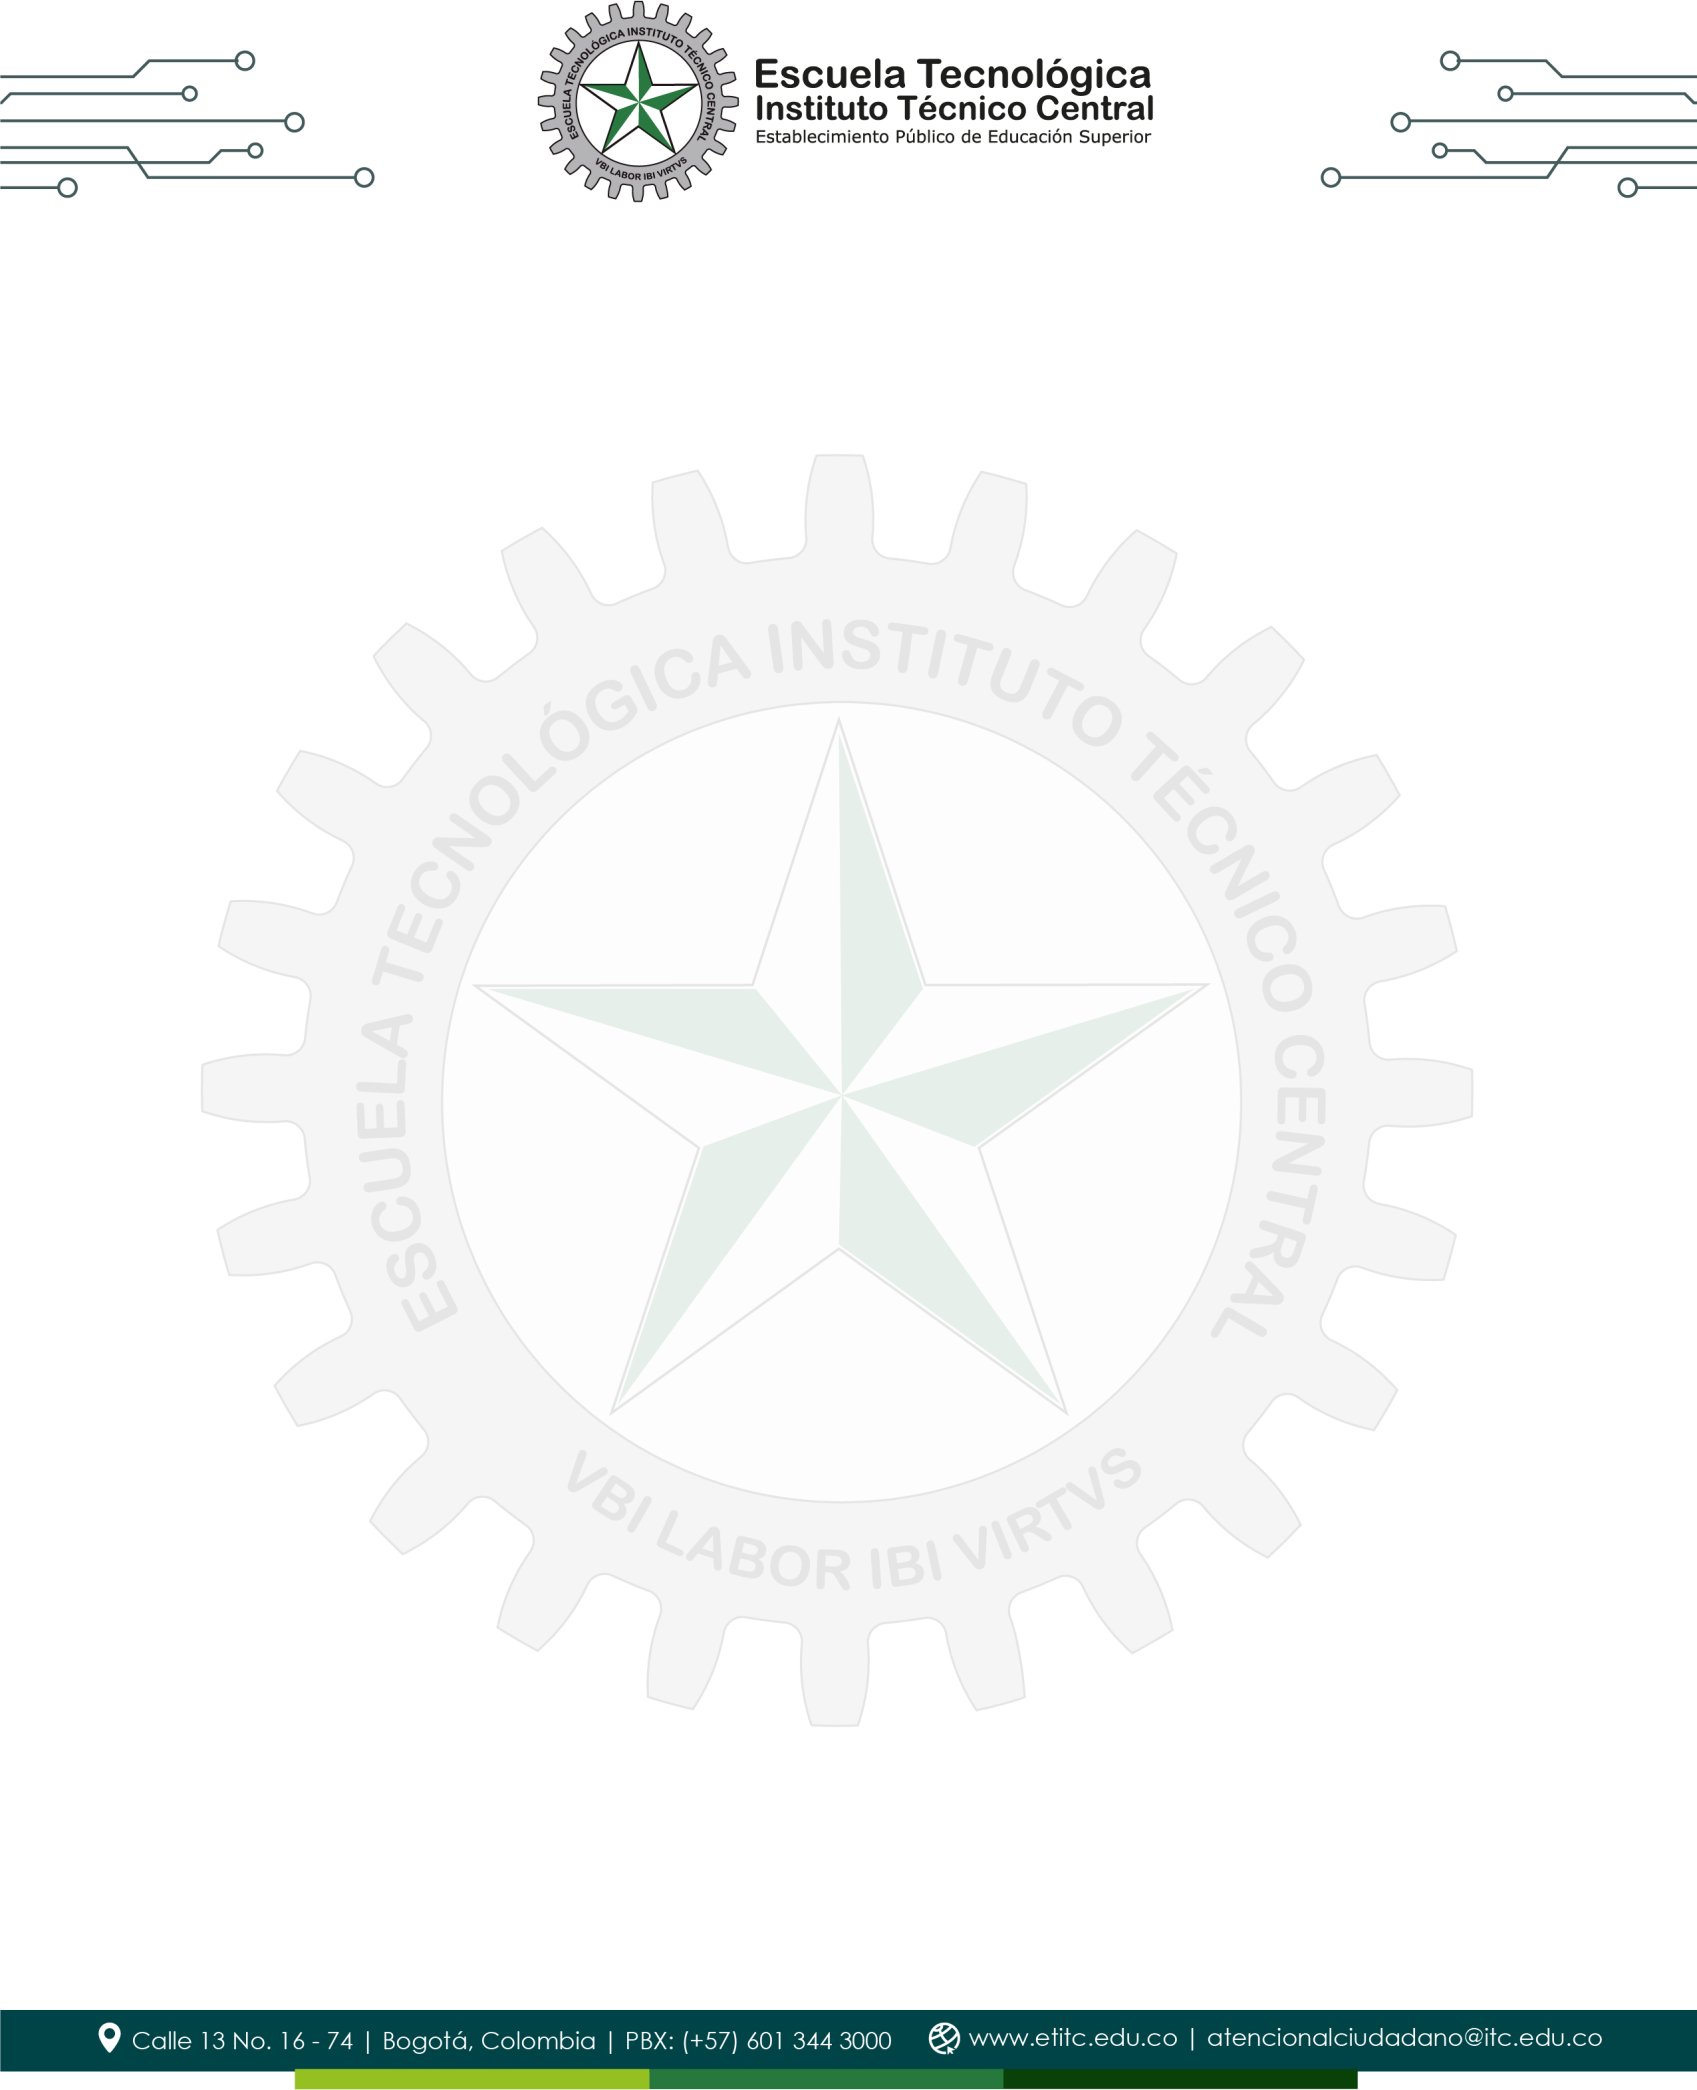 ESCUELA TECNOLÓGICA INSTITUTO TÉCNICO CENTRAL
VBI LABOR IBI VIRTVS
Escuela Tecnológica
Instituto Técnico Central
Establecimiento Público de Educación Superior
ESCUELA TECNOLÓGICA INSTITUTO TÉCNICO CENTRAL
VBI LABOR IBI VIRTVS
Calle 13 No. 16 - 74 | Bogotá, Colombia | PBX: (+57) 601 344 3000 www.etitc.edu.co | atencionalciudadano@itc.edu.co